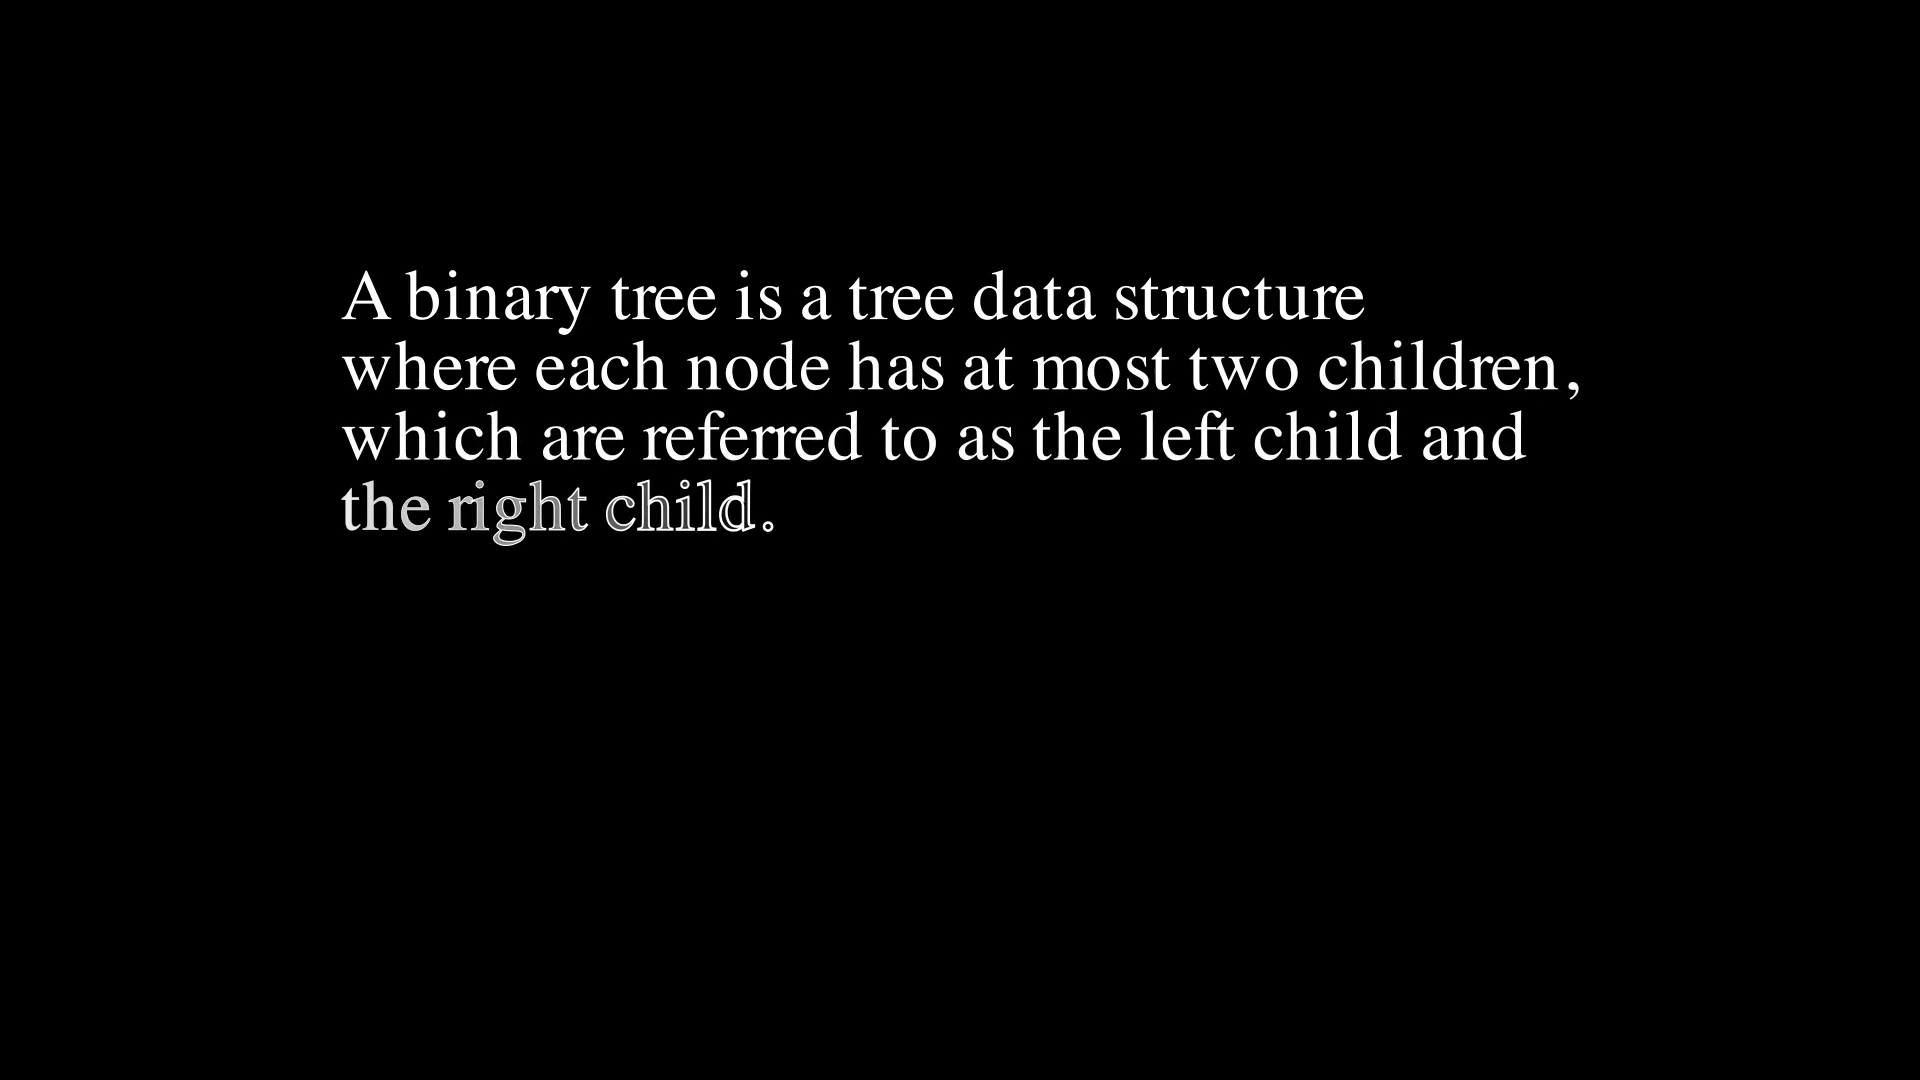 A binary tree is a tree data structure
where each node has at most two children,
which are referred to as the left child and
the right child.